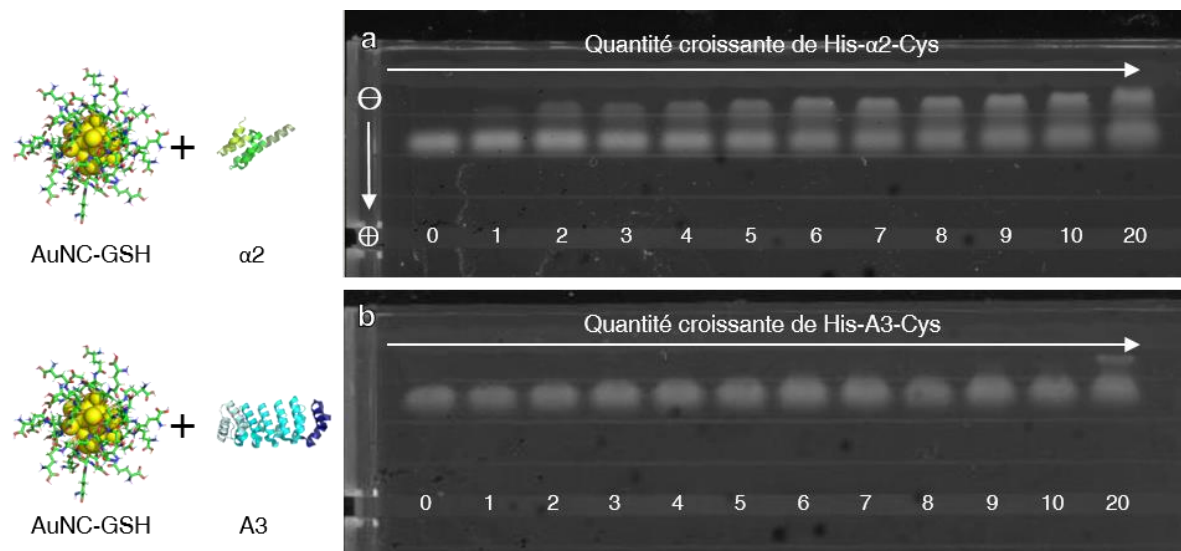 a
Quantité croissante de His-α2-Cys
⊖
⊕
0 1 2 3 4 5 6 7 8 9 10 20
+
AuNC-GSH α2
b
Quantité croissante de His-A3-Cys
0 1 2 3 4 5 6 7 8 9 10 20
+
AuNC-GSH A3